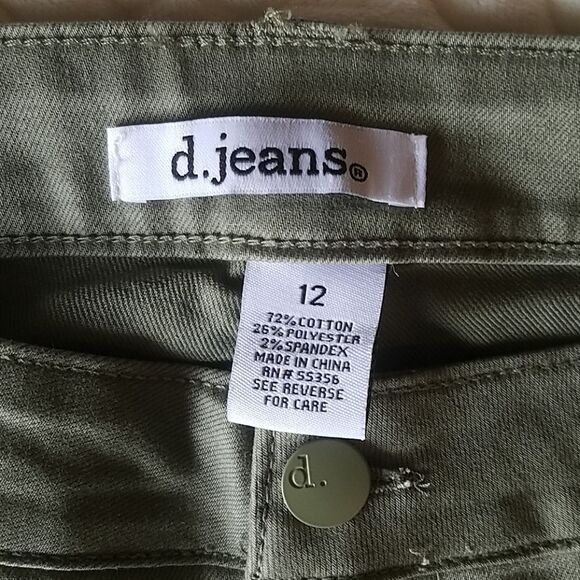 d.jeans®
12
72% COTTON
26% POLYESTER
2% SPANDEX
MADE IN CHINA
RN# 55356
SEE REVERSE
FOR CARE
d.